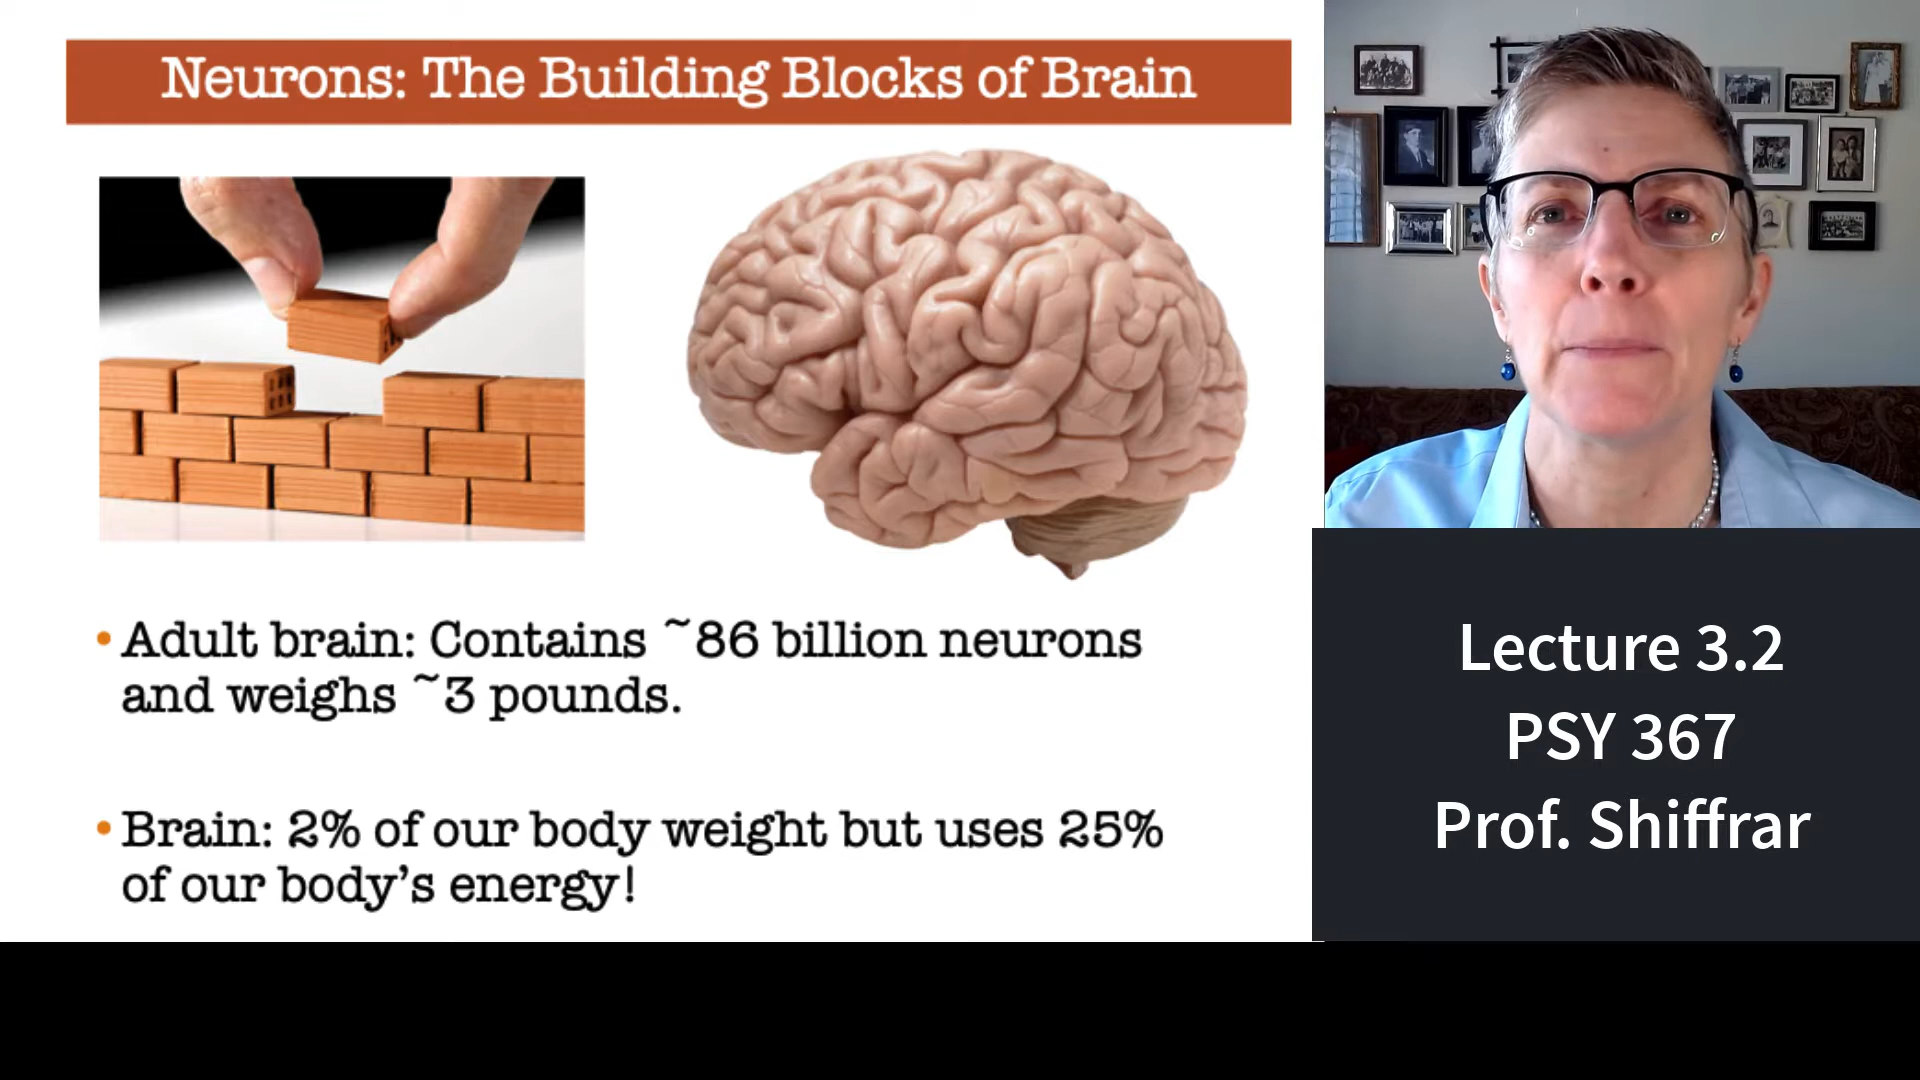 Neurons: The Building Blocks of Brain
• Adult brain: Contains ~86 billion neurons
and weighs ~3 pounds.
• Brain: 2% of our body weight but uses 25%
of our body’s energy!
Lecture 3.2
PSY 367
Prof. Shiffrar